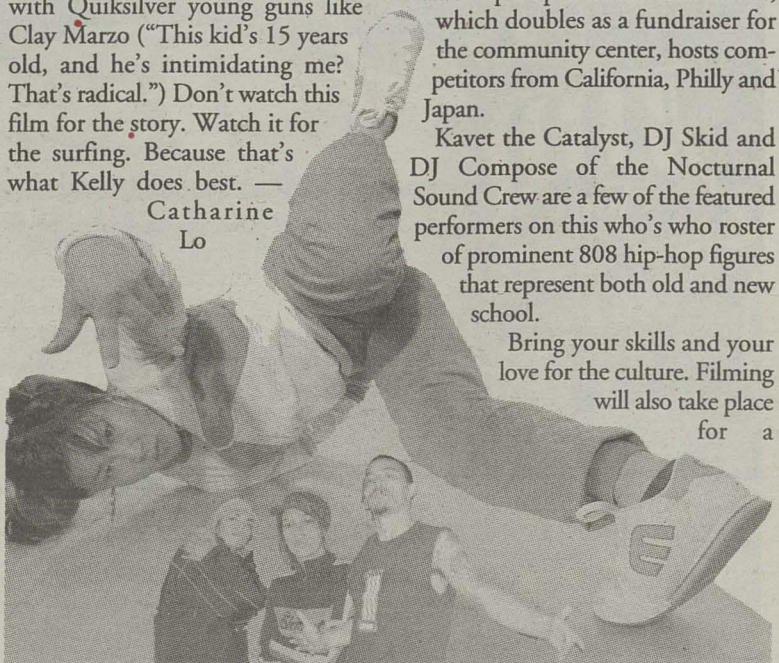 with Quiksilver young guns like
Clay Marzo (“This kid’s 15 years
old, and he’s intimidating me?
That’s radical.”) Don’t watch this
film for the story. Watch it for
the surfing. Because that’s
what Kelly does best. —
Catharine
Lo
which doubles as a fundraiser for
the community center, hosts com-
petitors from California, Philly and
Japan.
Kavet the Catalyst, DJ Skid and
DJ Compose of the Nocturnal
Sound Crew are a few of the featured
performers on this who’s who roster
of prominent 808 hip-hop figures
that represent both old and new
school.
Bring your skills and your
love for the culture. Filming
will also take place
for a